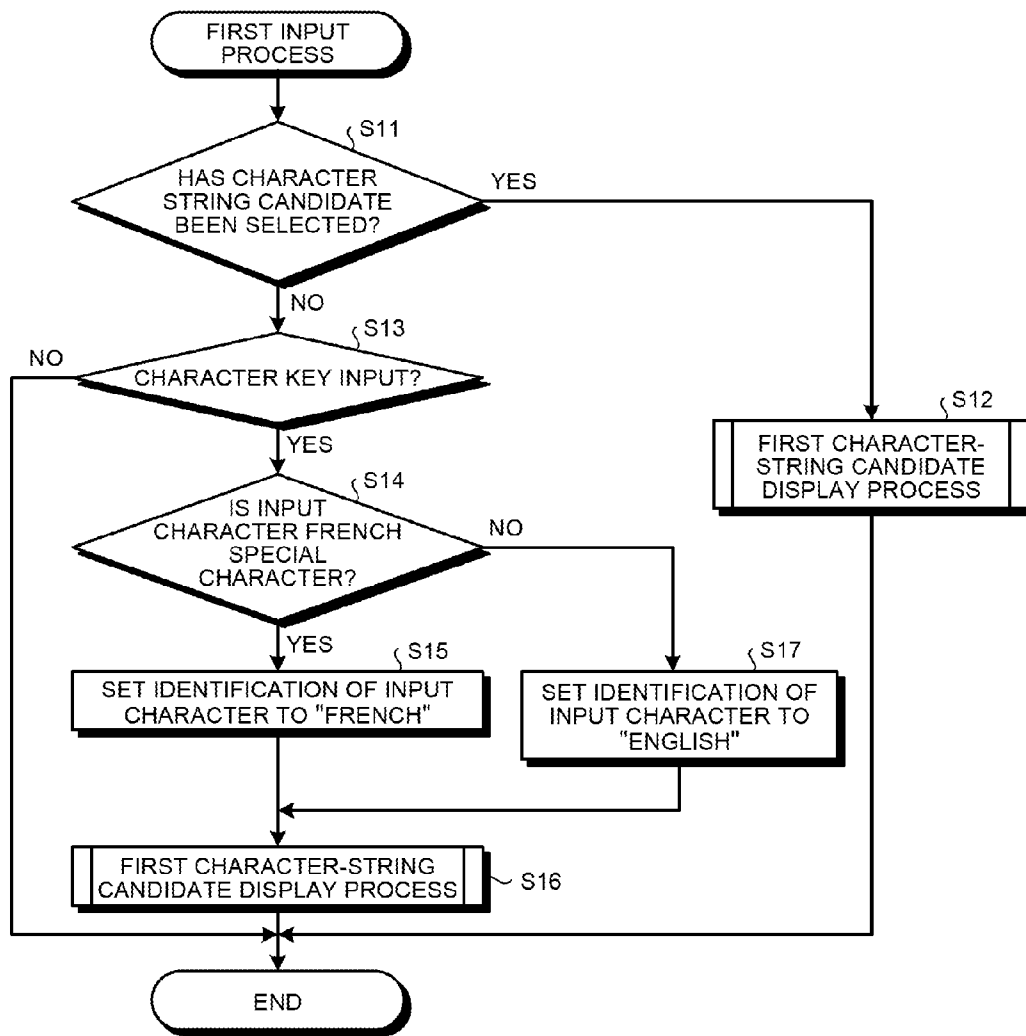 FIRST INPUT
PROCESS
S11
HAS CHARACTER
STRING CANDIDATE
BEEN SELECTED?
YES
NO
S13
NO
CHARACTER KEY INPUT?
YES
S12
FIRST CHARACTER-
STRING CANDIDATE
DISPLAY PROCESS
S14
IS INPUT
CHARACTER FRENCH
SPECIAL
CHARACTER?
NO
YES
S15
SET IDENTIFICATION OF INPUT
CHARACTER TO "FRENCH"
S17
SET IDENTIFICATION OF
INPUT CHARACTER TO
"ENGLISH"
FIRST CHARACTER-STRING
CANDIDATE DISPLAY PROCESS
S16
END